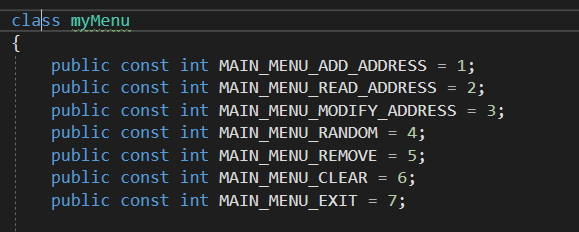 class myMenu
{
public const int MAIN_MENU_ADD_ADDRESS = 1;
public const int MAIN_MENU_READ_ADDRESS = 2;
public const int MAIN_MENU_MODIFY_ADDRESS = 3;
public const int MAIN_MENU_RANDOM = 4;
public const int MAIN_MENU_REMOVE = 5;
public const int MAIN_MENU_CLEAR = 6;
public const int MAIN_MENU_EXIT = 7;